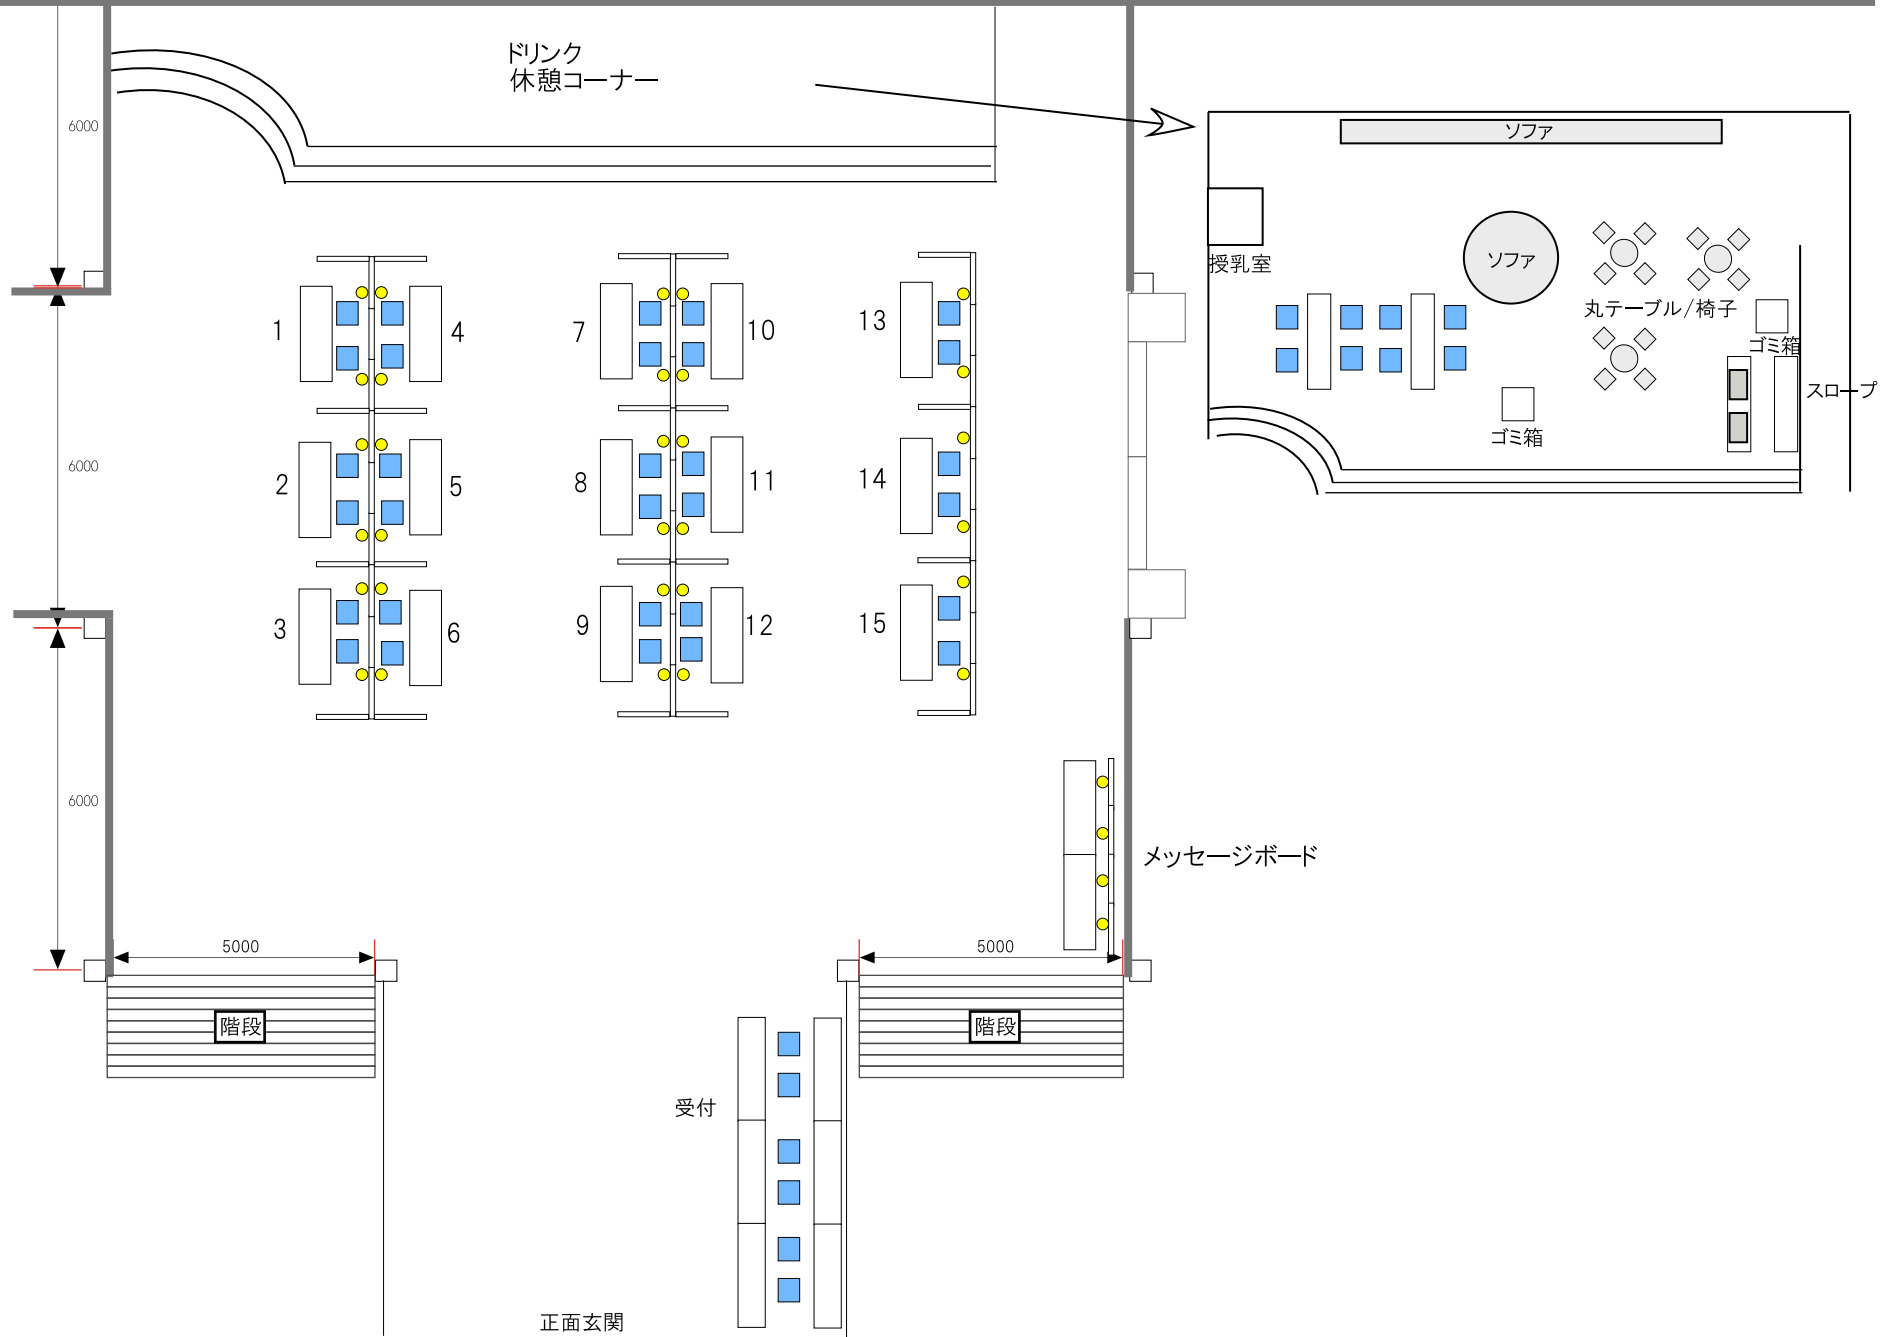 ドリンク
休憩コーナー
6000
ソファ
ソファ
授乳室
丸テーブル/椅子
ゴミ箱
スロープ
ゴミ箱
1
4
7
10
13
2
5
8
11
14
6000
3
6
9
12
15
6000
メッセージボード
5000
5000
階段
階段
受付
正面玄関